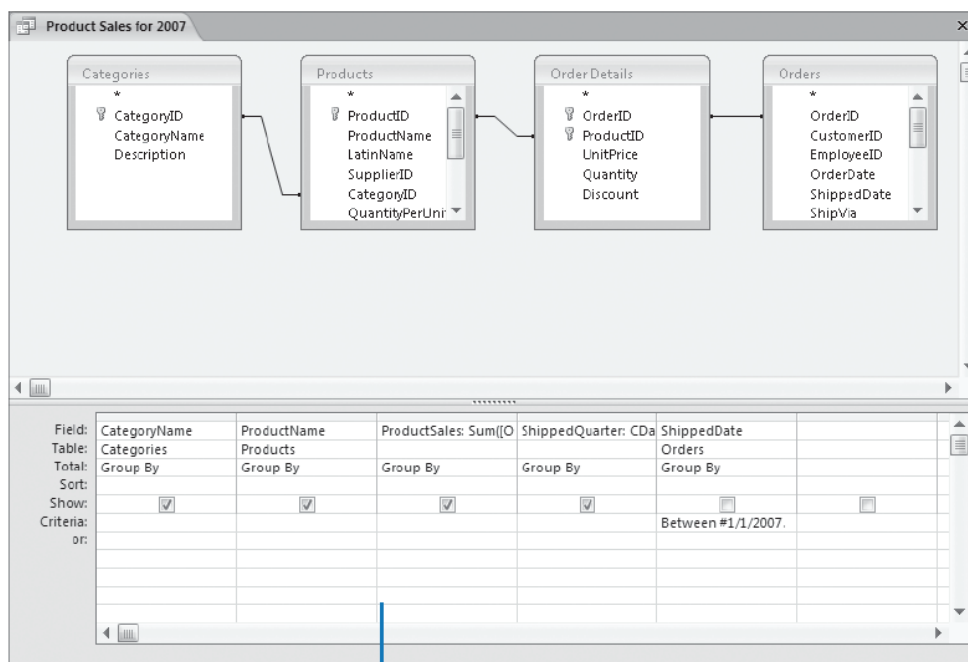 Product Sales for 2007
Categories
*
CategoryID
CategoryName
Description
Products
*
ProductID
ProductName
LatinName
SupplierID
CategoryID
QuantityPerUni
Order Details
*
OrderID
ProductID
UnitPrice
Quantity
Discount
Orders
*
OrderID
CustomerID
EmployeeID
OrderDate
ShippedDate
ShipVia
Field: CategoryName ProductName ProductSales: Sum([O ShippedQuarter: CDa ShippedDate
Table: Categories Products Orders
Total: Group By Group By Group By Group By Group By
Sort:
Show:
Criteria: Between #1/1/2007.
or: